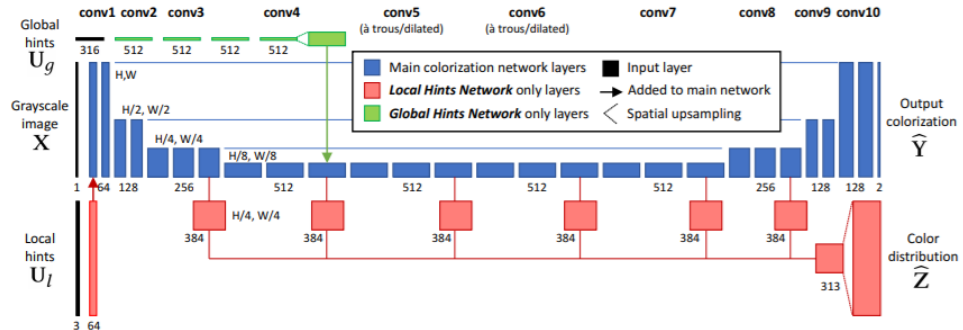 conv1 conv2 conv3 conv4 conv5 conv6 conv7 conv8 conv9 conv10
(à trous/dilated) (à trous/dilated)
Global
hints
U_g
316 512 512 512 512
H,W
H/2, W/2
H/4, W/4
H/8, W/8
Main colorization network layers
Local Hints Network only layers
Global Hints Network only layers
Input layer
Added to main network
Spatial upsampling
Grayscale
image
X
Output
colorization
Ŷ
1 64 128 256 512 512 512 512 256 128 128 2
H/4, W/4
Local
hints
U_l
384 384 384 384 384 384
313
Color
distribution
Ẑ
3 64